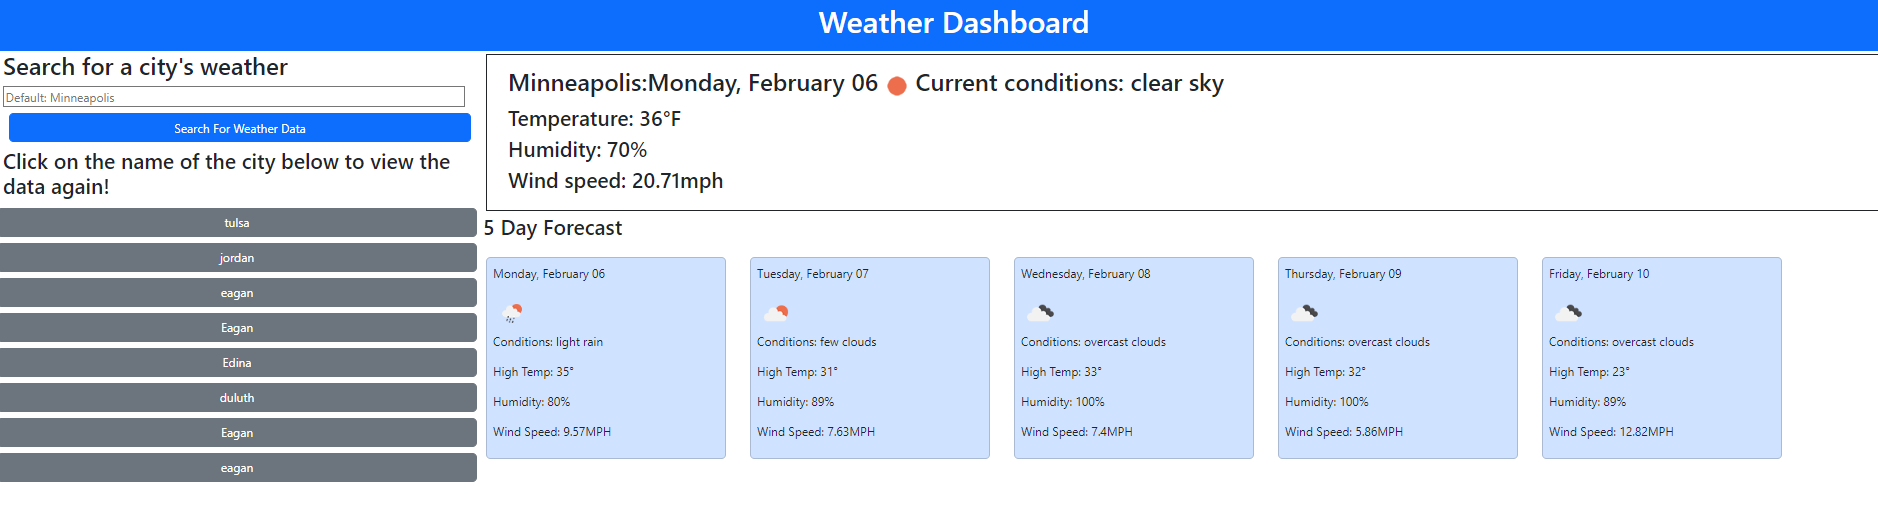 Weather Dashboard
Search for a city's weather
Default: Minneapolis
Search For Weather Data
Click on the name of the city below to view the
data again!
tulsa
jordan
eagan
Eagan
Edina
duluth
Eagan
eagan
Minneapolis:Monday, February 06 Current conditions: clear sky
Temperature: 36°F
Humidity: 70%
Wind speed: 20.71mph
5 Day Forecast
Monday, February 06
Conditions: light rain
High Temp: 35°
Humidity: 80%
Wind Speed: 9.57MPH
Tuesday, February 07
Conditions: few clouds
High Temp: 31°
Humidity: 89%
Wind Speed: 7.63MPH
Wednesday, February 08
Conditions: overcast clouds
High Temp: 33°
Humidity: 100%
Wind Speed: 7.4MPH
Thursday, February 09
Conditions: overcast clouds
High Temp: 32°
Humidity: 100%
Wind Speed: 5.86MPH
Friday, February 10
Conditions: overcast clouds
High Temp: 23°
Humidity: 89%
Wind Speed: 12.82MPH